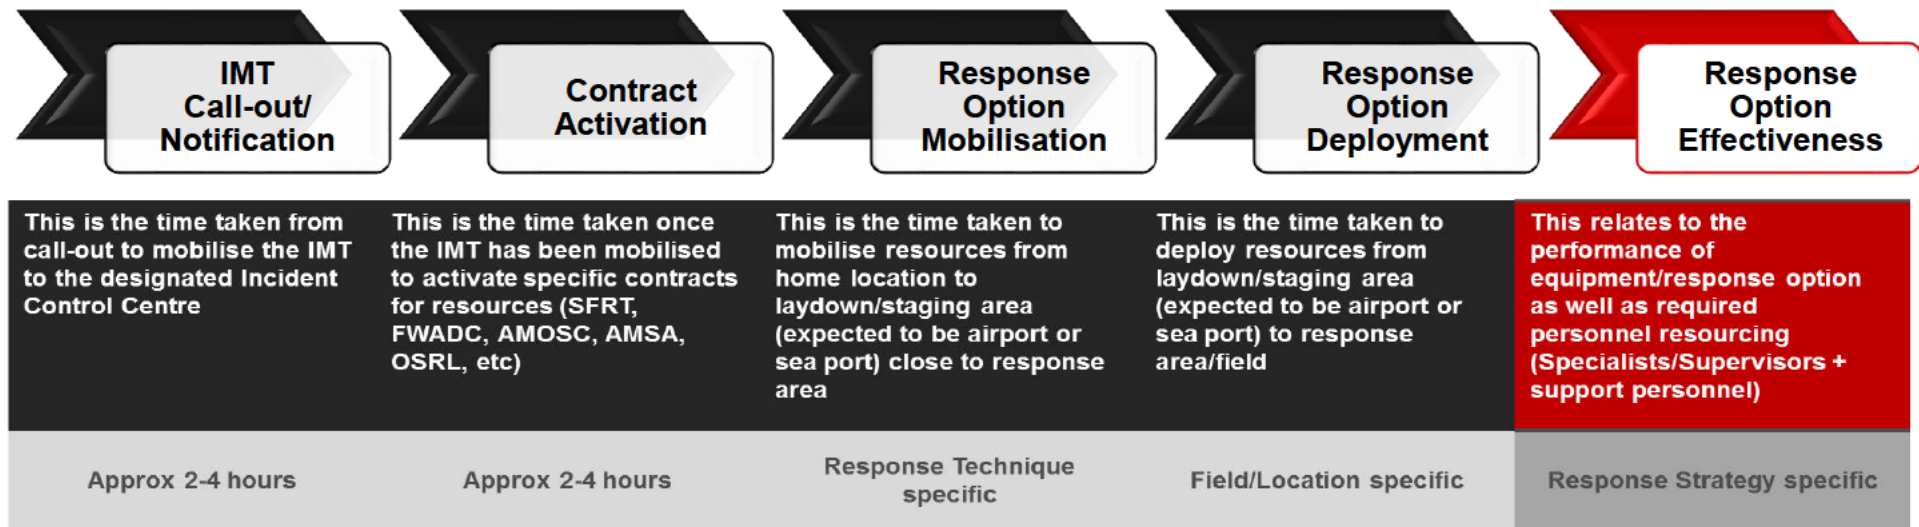 IMT
Call-out/
Notification
Contract
Activation
Response
Option
Mobilisation
Response
Option
Deployment
Response
Option
Effectiveness
This is the time taken from
call-out to mobilise the IMT
to the designated Incident
Control Centre
This is the time taken once
the IMT has been mobilised
to activate specific contracts
for resources (SFRT,
FWADC, AMOSC, AMSA,
OSRL, etc)
This is the time taken to
mobilise resources from
home location to
laydown/staging area
(expected to be airport or
sea port) close to response
area
This is the time taken to
deploy resources from
laydown/staging area
(expected to be airport or
sea port) to response
area/field
This relates to the
performance of
equipment/response option
as well as required
personnel resourcing
(Specialists/Supervisors +
support personnel)
Approx 2-4 hours
Approx 2-4 hours
Response Technique
specific
Field/Location specific
Response Strategy specific